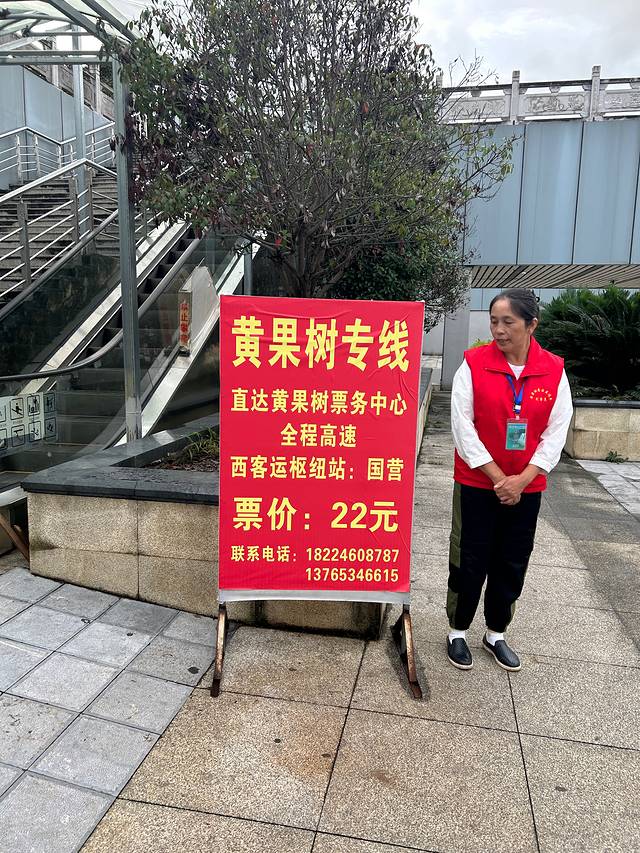 黄果树专线
直达黄果树票务中心
全程高速
西客运枢纽站：国营
票价：22元
联系电话：18224608787
13765346615